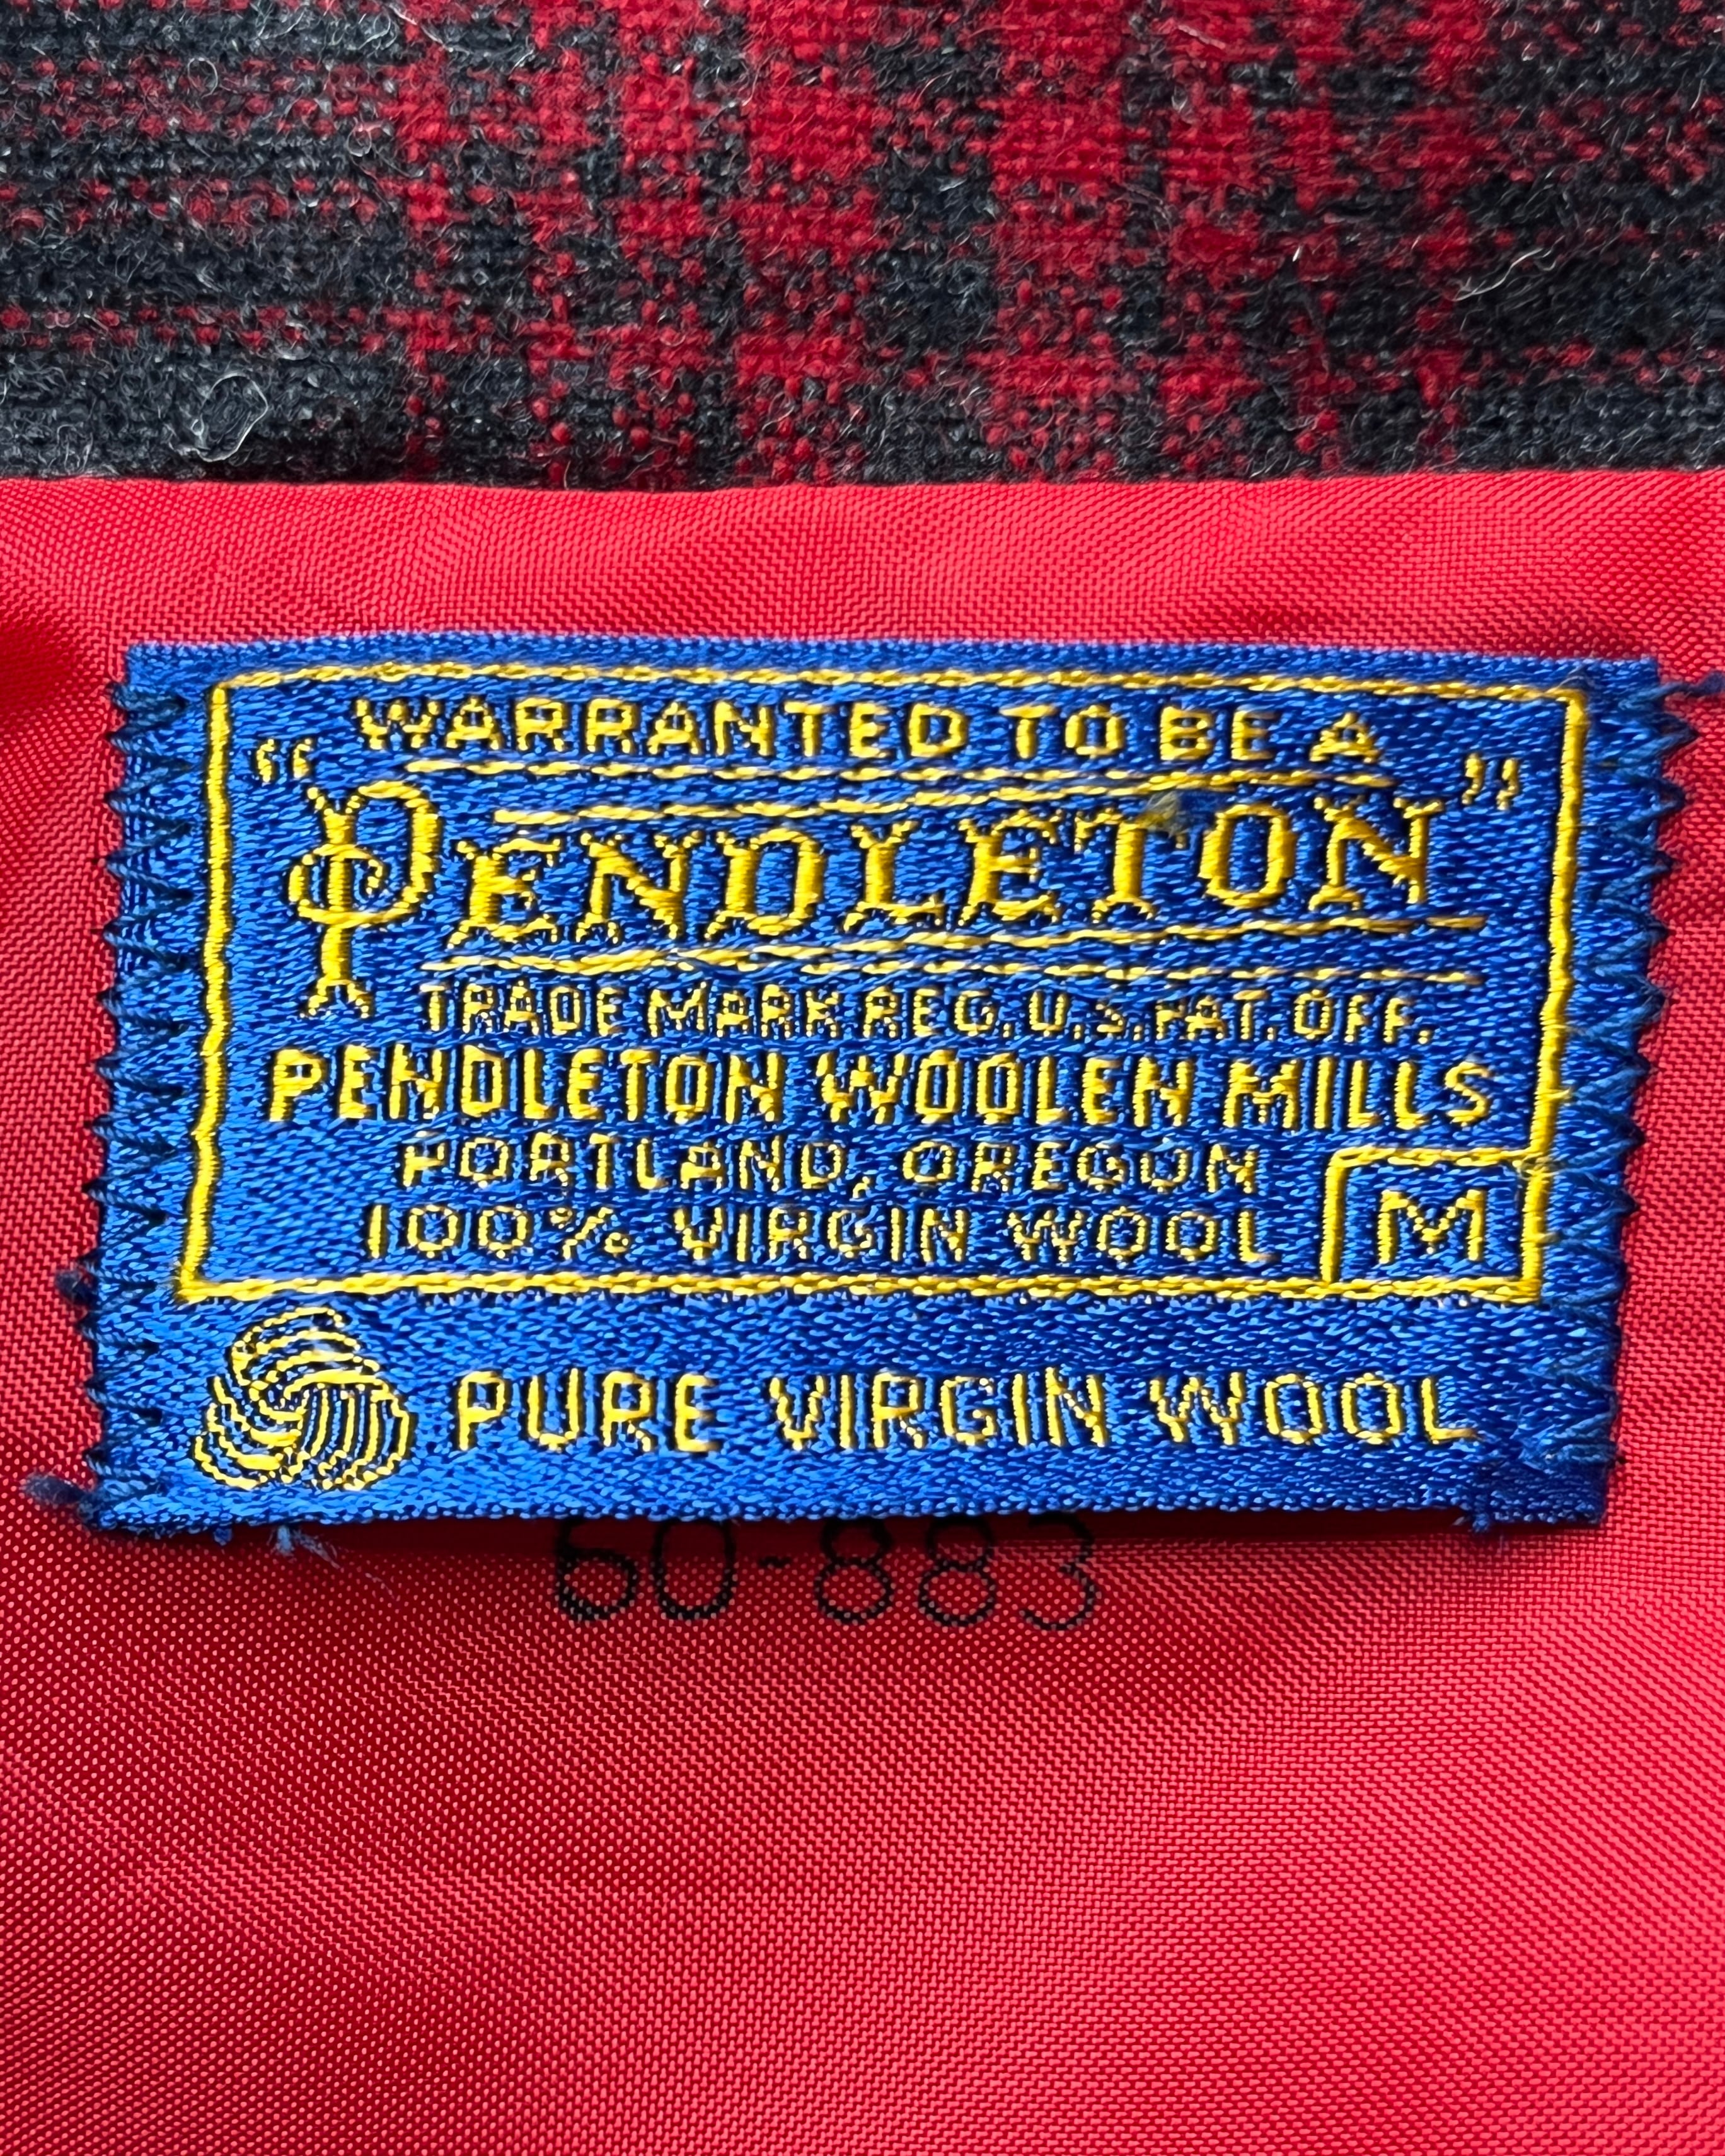 WARRANTED TO BE A
“PENDLETON”
TRADE MARK REG. U.S. PAT. OFF.
PENDLETON WOOLEN MILLS
PORTLAND, OREGON
100% VIRGIN WOOL M
PURE VIRGIN WOOL
60-883